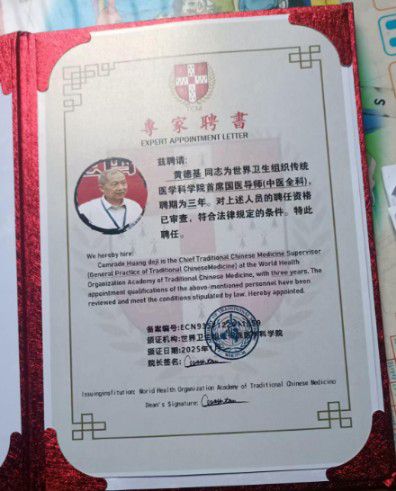 專家聘書
EXPERT APPOINTMENT LETTER
兹聘请:
黄德基 同志为世界卫生组织传统
医学科学院首席国医导师(中医全科),
聘期为三年。对上述人员的聘任资格
已审查,符合法律规定的条件。特此
聘任。
We hereby hire:
Comrade Huang deji is the Chief Traditional Chinese Medicine Supervisor
(General Practice of Traditional ChineseMedicine) at the World Health
Organization Academy of Traditional Chinese Medicine, with three years. The
appointment qualifications of the above-mentioned personnel have been
reviewed and meet the conditions stipulated by law. Hereby appointed.
备案编号:ECN95
颁证机构:世界卫生 医学科学院
颁证日期:2025年
院长签名:
Issuinginstitution: World Health Organization Academy of Traditional Chinese Medicine
Dean's Signature: